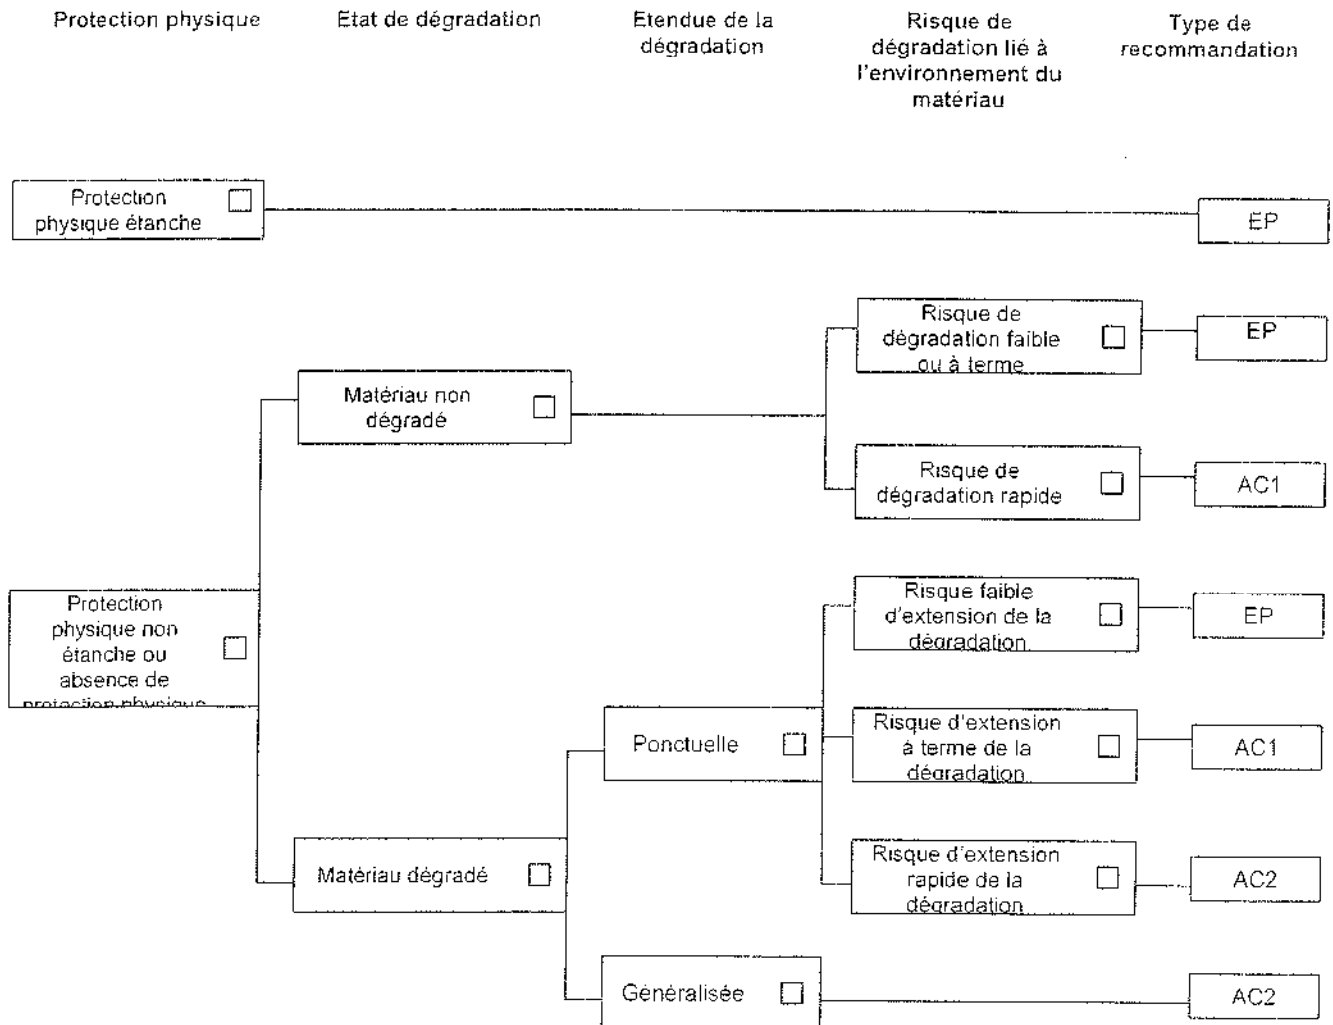 Protection physique
Etat de dégradation
Etendue de la
dégradation
Risque de
dégradation lié à
l'environnement du
matériau
Type de
recommandation
Protection
physique étanche
EP
Risque de
dégradation faible
ou à terme
EP
Matériau non
dégradé
Risque de
dégradation rapide
AC1
Protection
physique non
étanche ou
absence de
protection physique
Risque faible
d'extension de la
dégradation
EP
Ponctuelle
Risque d'extension
à terme de la
dégradation
AC1
Matériau dégradé
Risque d'extension
rapide de la
dégradation
AC2
Généralisée
AC2